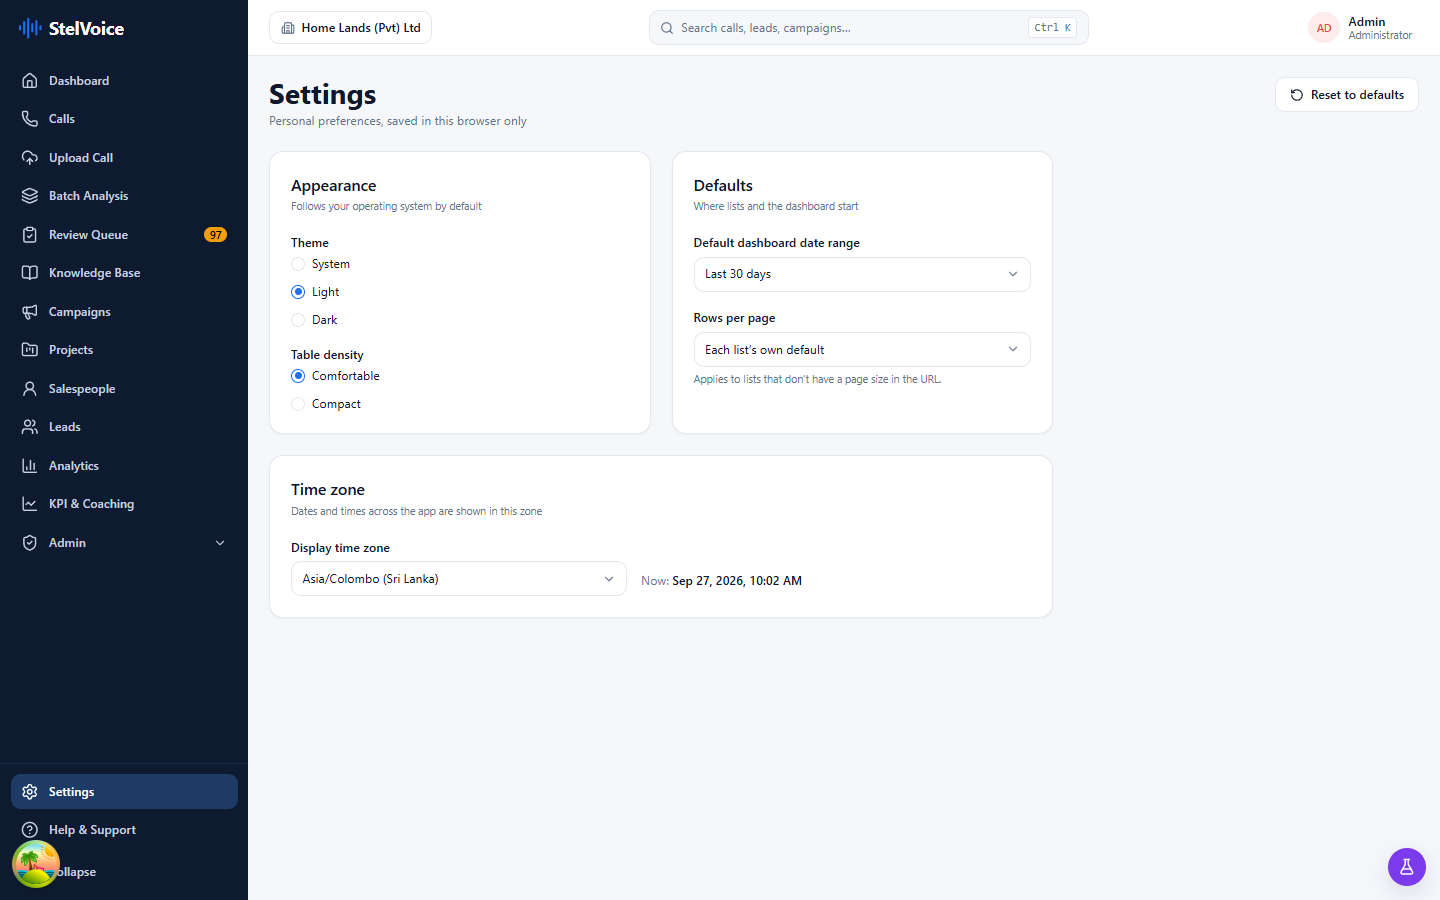 StelVoice
Home Lands (Pvt) Ltd
Search calls, leads, campaigns...
Ctrl K
AD
Admin
Administrator
Dashboard
Calls
Upload Call
Batch Analysis
Review Queue
97
Knowledge Base
Campaigns
Projects
Salespeople
Leads
Analytics
KPI & Coaching
Admin
Settings
Help & Support
ollapse
Settings
Personal preferences, saved in this browser only
Reset to defaults
Appearance
Follows your operating system by default
Theme
System
Light
Dark
Table density
Comfortable
Compact
Defaults
Where lists and the dashboard start
Default dashboard date range
Last 30 days
Rows per page
Each list's own default
Applies to lists that don't have a page size in the URL.
Time zone
Dates and times across the app are shown in this zone
Display time zone
Asia/Colombo (Sri Lanka)
Now: Sep 27, 2026, 10:02 AM